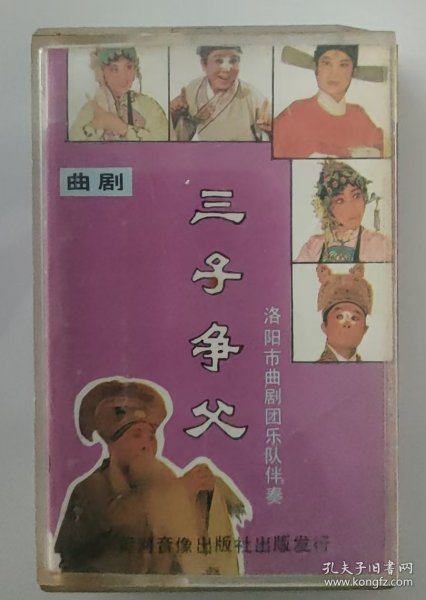 曲剧
三子争父
洛阳市曲剧团乐队伴奏
音像出版社出版发行
孔夫子旧书网
www.kongfz.com